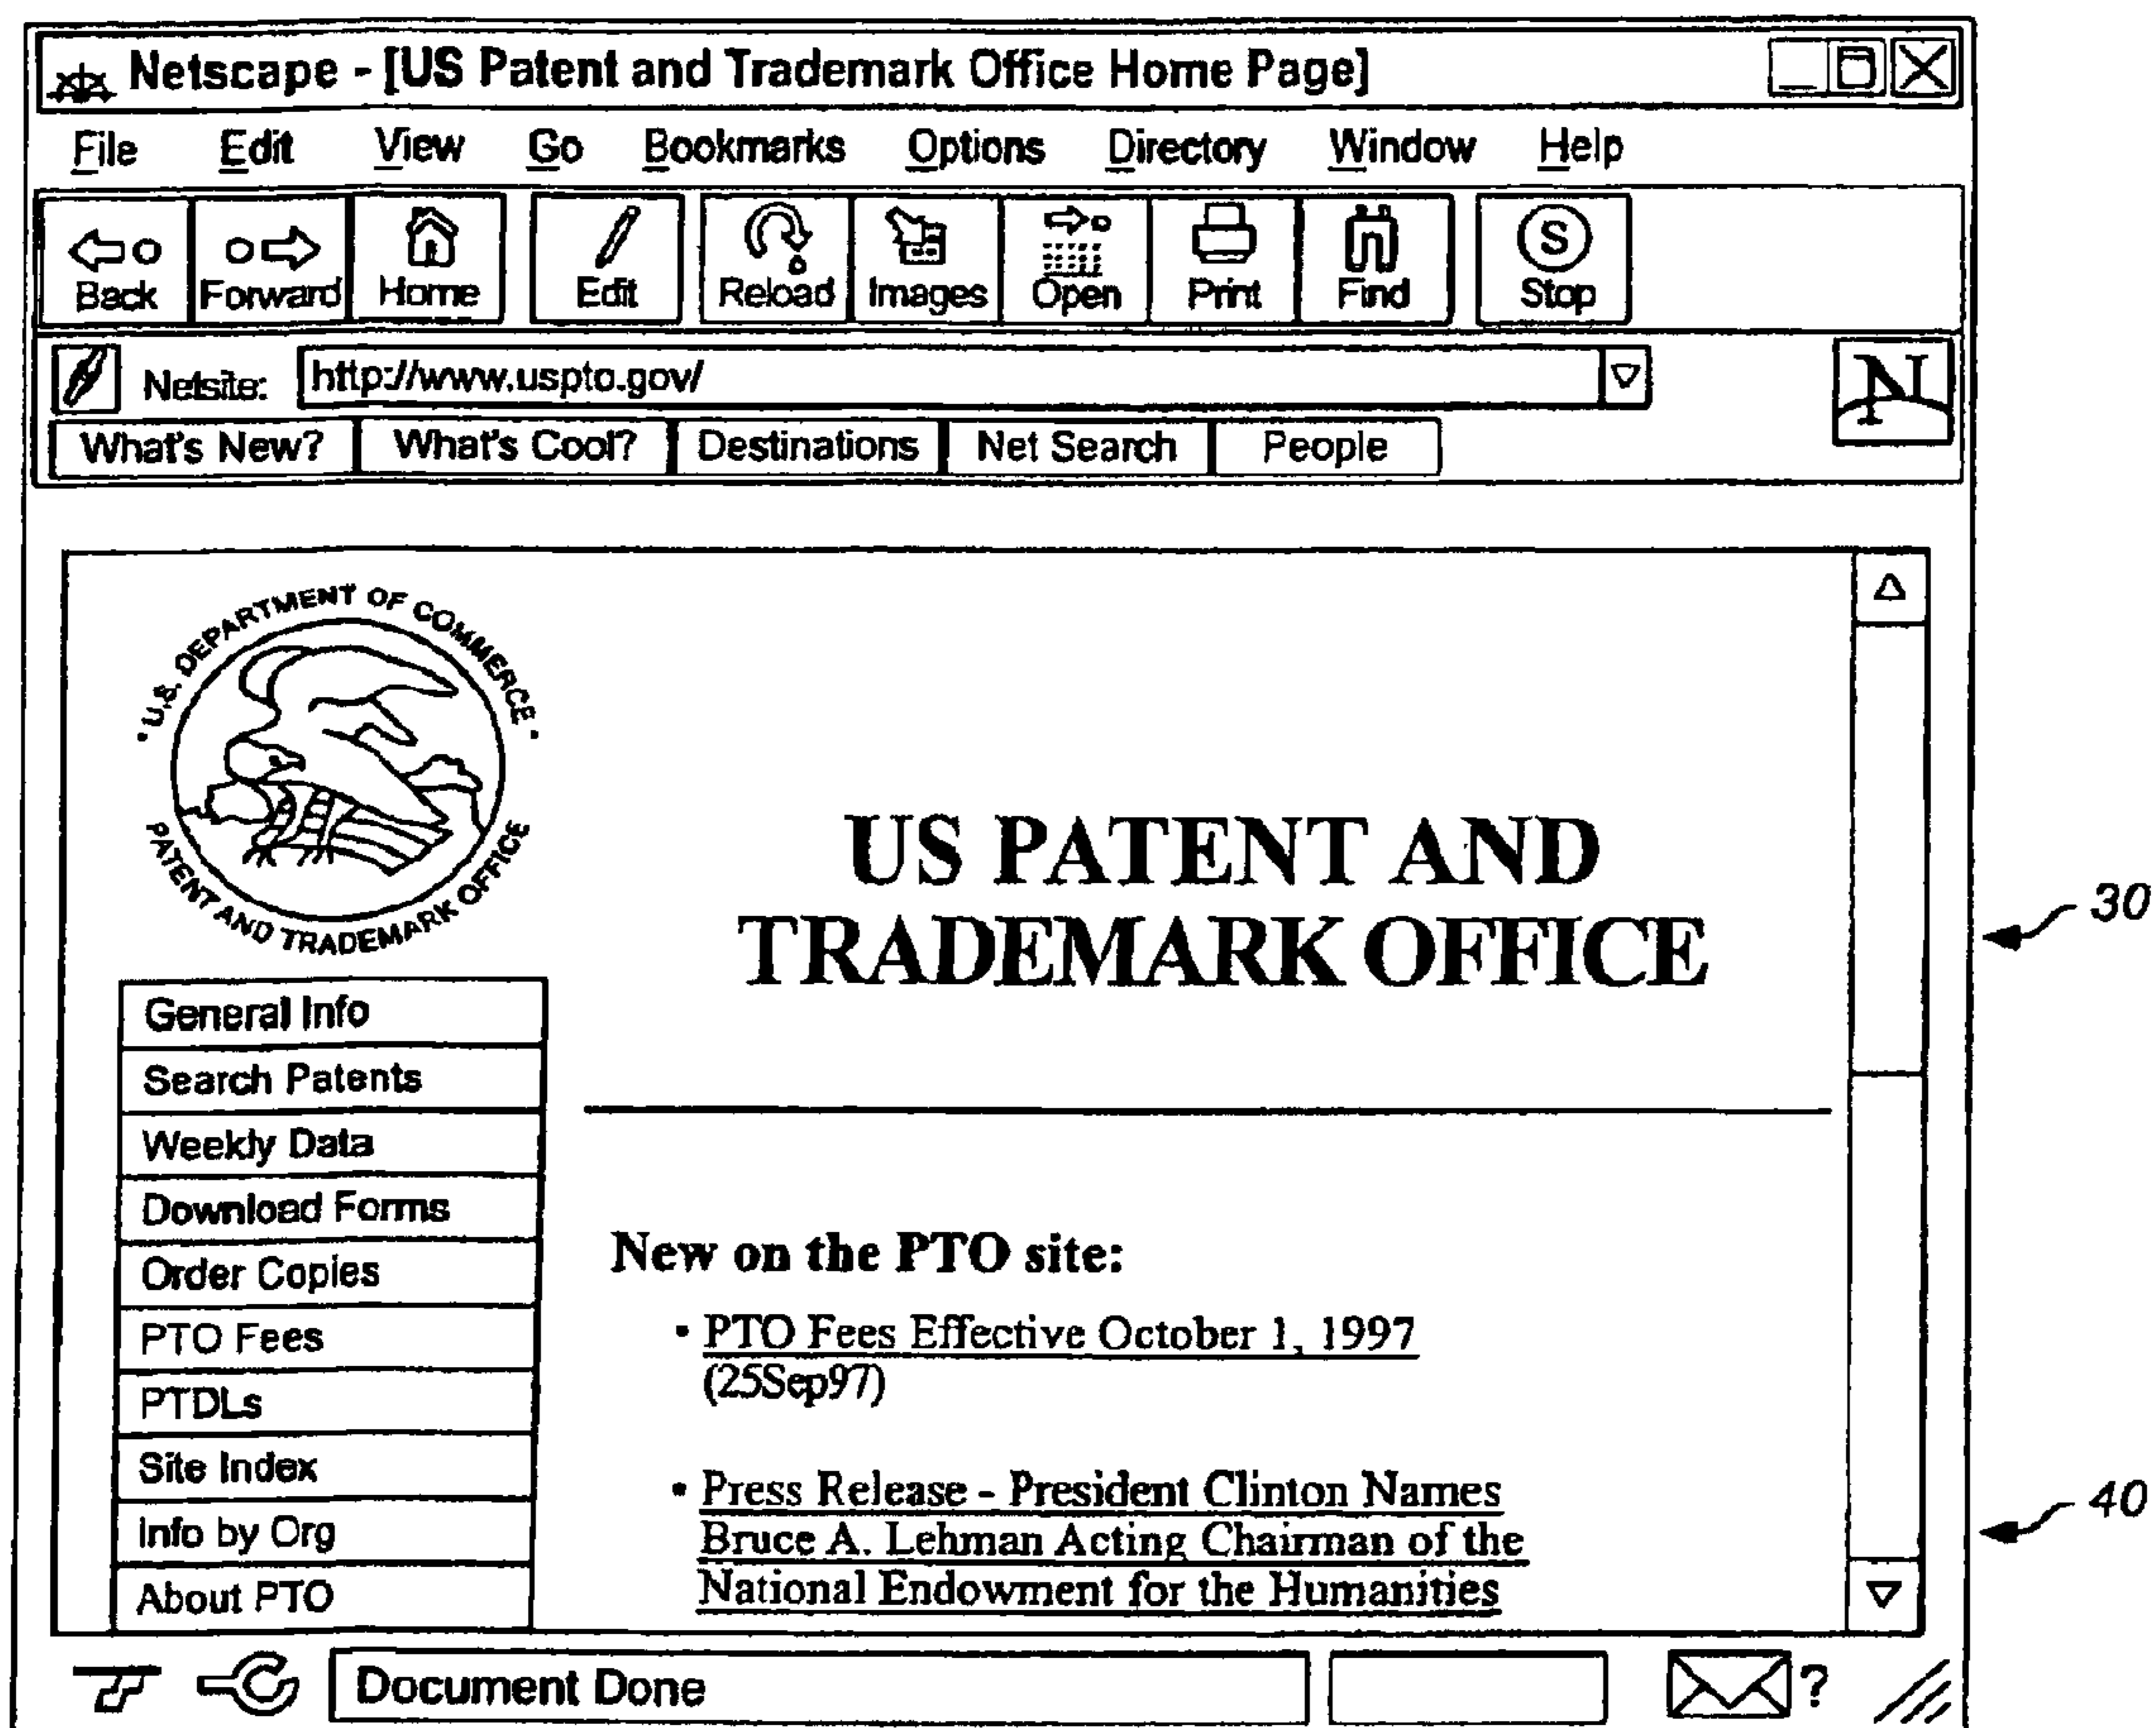 Netscape - [US Patent and Trademark Office Home Page]
File Edit View Go Bookmarks Options Directory Window Help
Back Forward Home Edit Reload Images Open Print Find S Stop
Netsite: http://www.uspto.gov/ N
What's New? What's Cool? Destinations Net Search People
• U.S. DEPARTMENT OF COMMERCE •
PATENT AND TRADEMARK OFFICE
US PATENT AND
TRADEMARK OFFICE
30
General Info
Search Patents
Weekly Data
Download Forms
Order Copies
PTO Fees
PTDLs
Site Index
Info by Org
About PTO
New on the PTO site:
• PTO Fees Effective October 1, 1997
(25Sep97)
• Press Release - President Clinton Names
Bruce A. Lehman Acting Chairman of the
National Endowment for the Humanities
40
Document Done ?